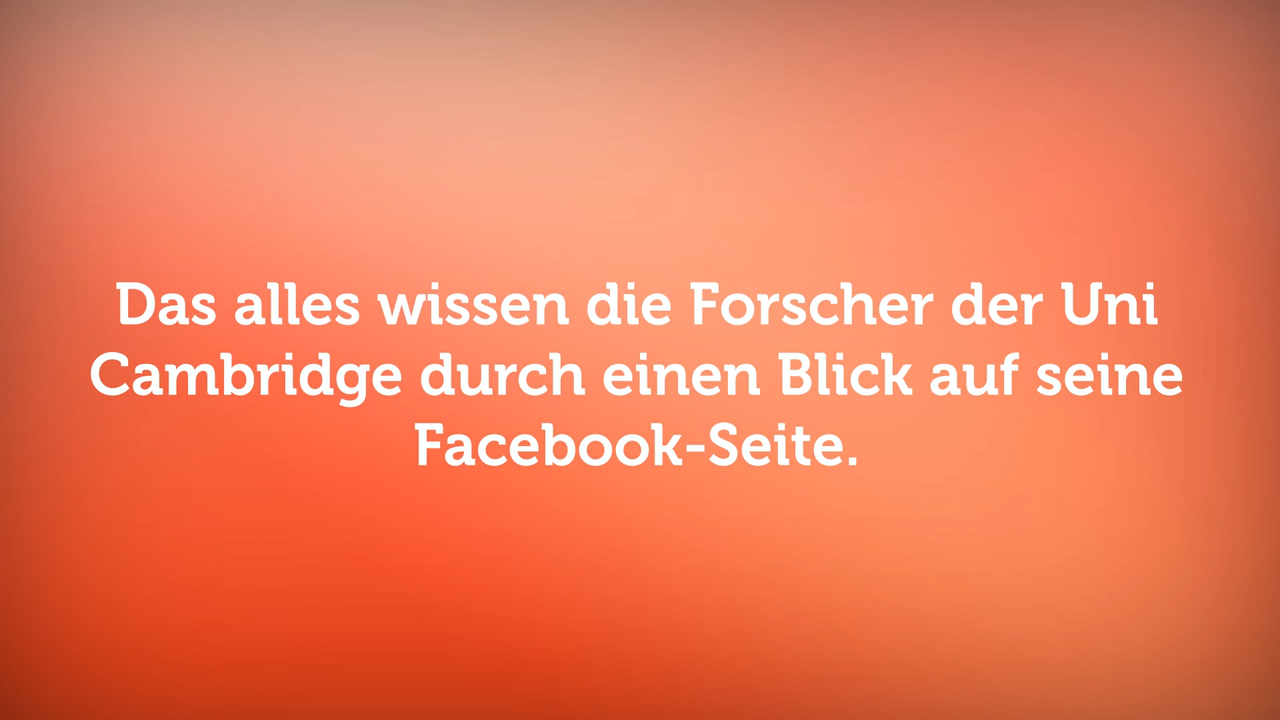 Das alles wissen die Forscher der Uni
Cambridge durch einen Blick auf seine
Facebook-Seite.